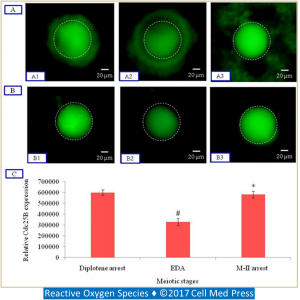 A
A1
20 µm
A2
20 µm
A3
20 µm
B
B1
20 µm
B2
20 µm
B3
20 µm
C
Relative Cdc25B expression
700000
600000
500000
400000
300000
200000
100000
0
#
*
Diplotene arrest
EDA
M-II arrest
Meiotic stages
Reactive Oxygen Species ♦ ©2017 Cell Med Press